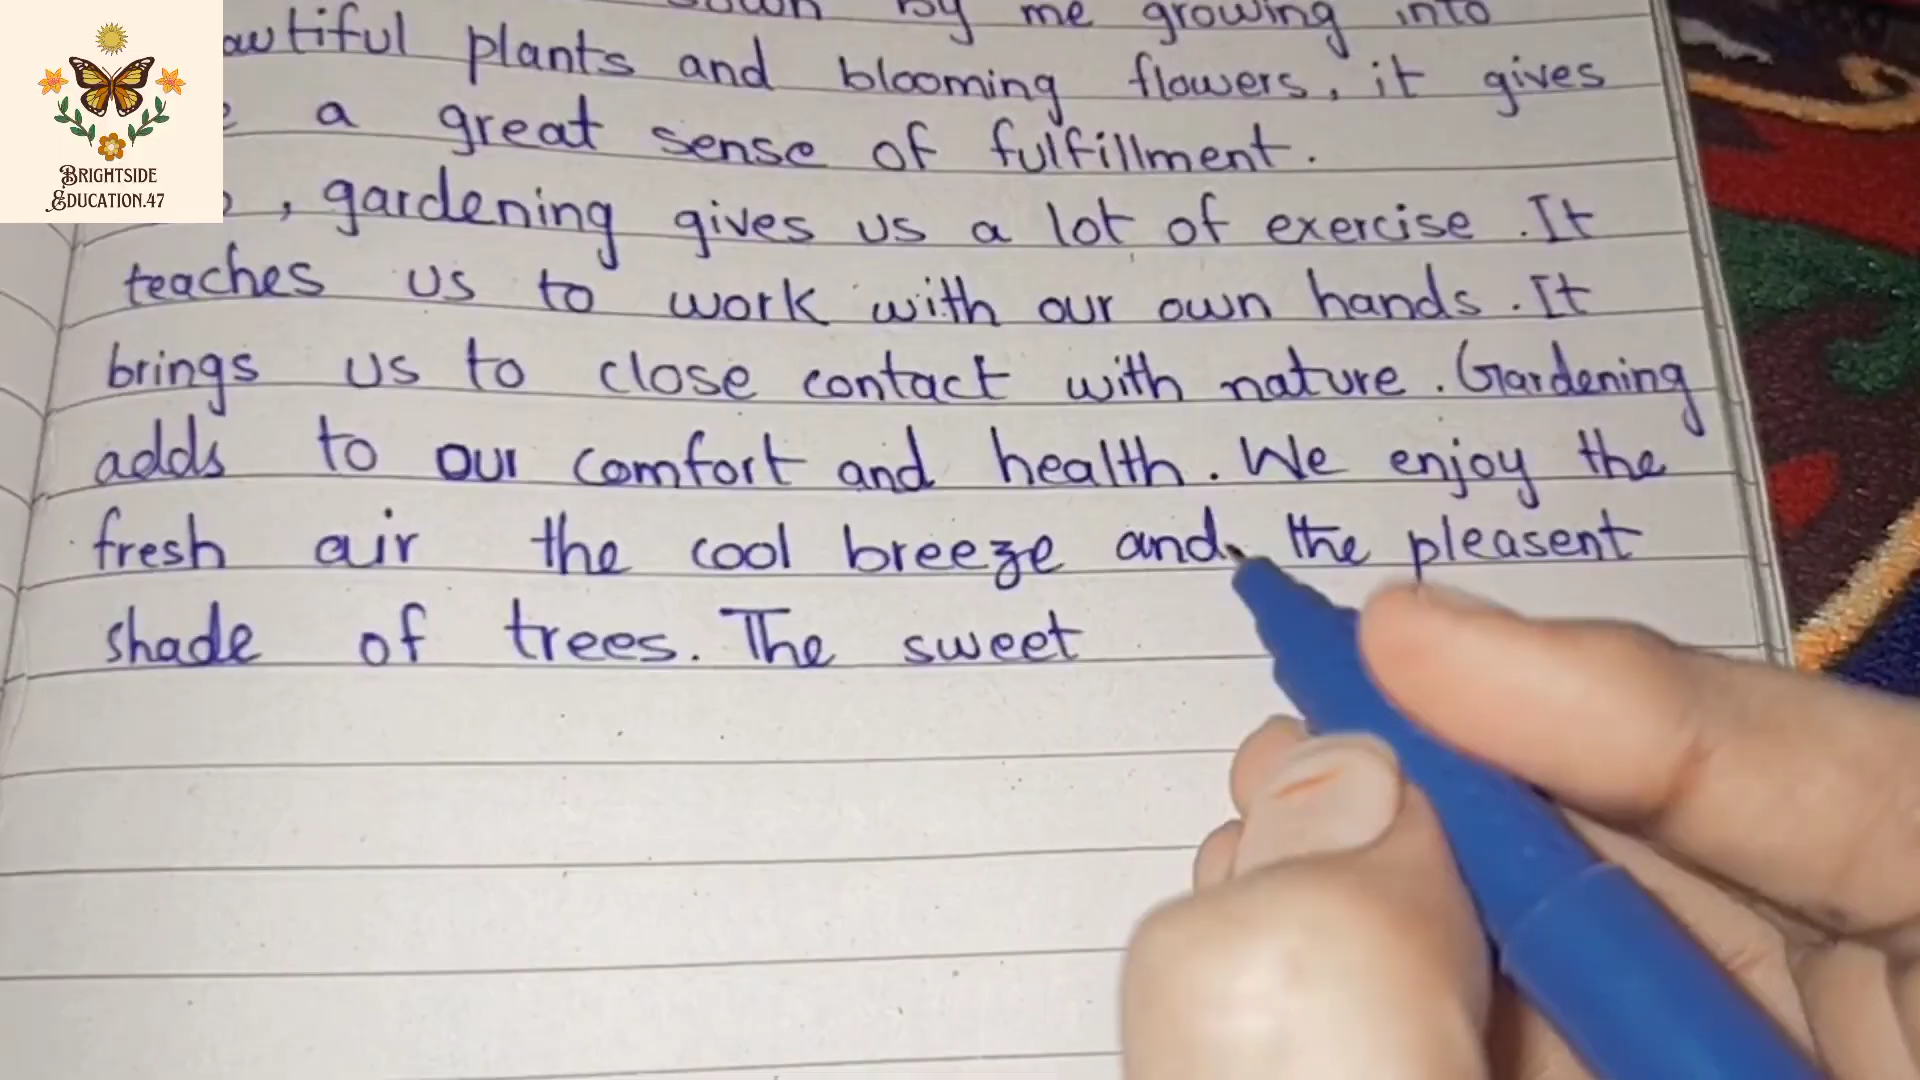 by me growing into
plants and blooming flowers, it gives
a great sense of fulfillment.
, gardening gives us a lot of exercise. It
teaches us to work with our own hands. It
brings us to close contact with nature. Gardening
adds to our comfort and health. We enjoy the
fresh air the cool breeze and the pleasent
shade of trees. The sweet
BRIGHTSIDE
EDUCATION.47